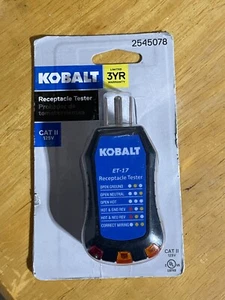 2545078
KOBALT
LIMITED
3YR
WARRANTY
Receptacle Tester
CAT II
125V
KOBALT
ET-17
Receptacle Tester
OPEN GROUND
OPEN NEUTRAL
OPEN HOT
HOT & GND REV
HOT & NEU REV
CORRECT WIRING
CAT II
125V